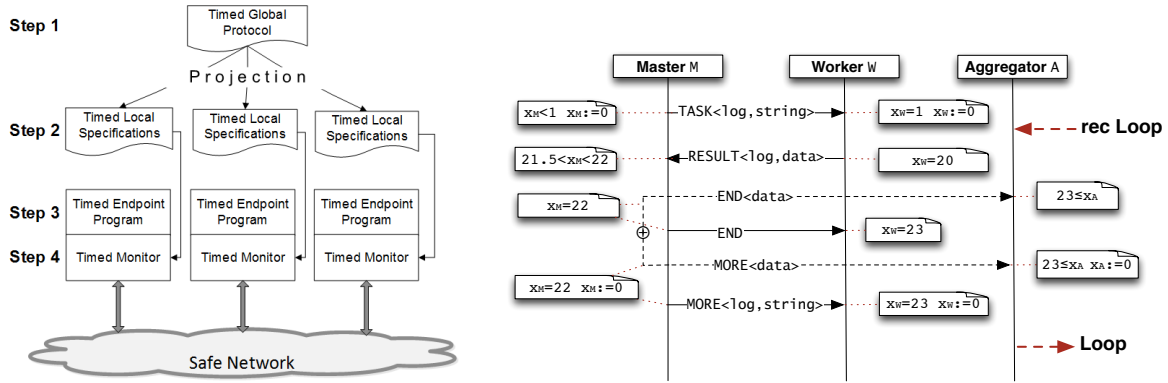 Step 1
Timed Global
Protocol
Projection
Step 2
Timed Local
Specifications
Timed Local
Specifications
Timed Local
Specifications
Step 3
Timed Endpoint
Program
Timed Endpoint
Program
Timed Endpoint
Program
Step 4
Timed Monitor
Timed Monitor
Timed Monitor
Safe Network
Master M
Worker W
Aggregator A
xM<1 xM:=0
TASK<log,string>
xW=1 xW:=0
rec Loop
21.5<xM<22
RESULT<log,data>
xW=20
END<data>
23≤xA
xM=22
END
xW=23
⊕
MORE<data>
23≤xA xA:=0
xM=22 xM:=0
MORE<log,string>
xW=23 xW:=0
Loop